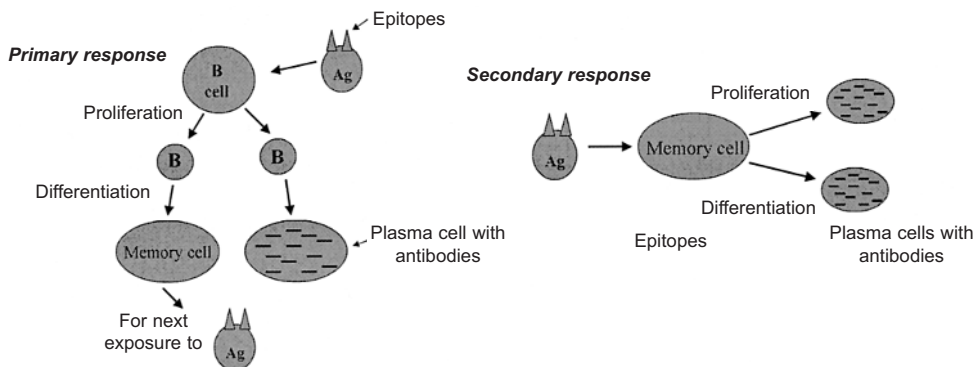 Epitopes
Primary response
B
cell
Ag
Proliferation
B
B
Differentiation
Memory cell
Plasma cell with
antibodies
For next
exposure to
Ag
Secondary response
Proliferation
Ag
Memory cell
Differentiation
Epitopes
Plasma cells with
antibodies